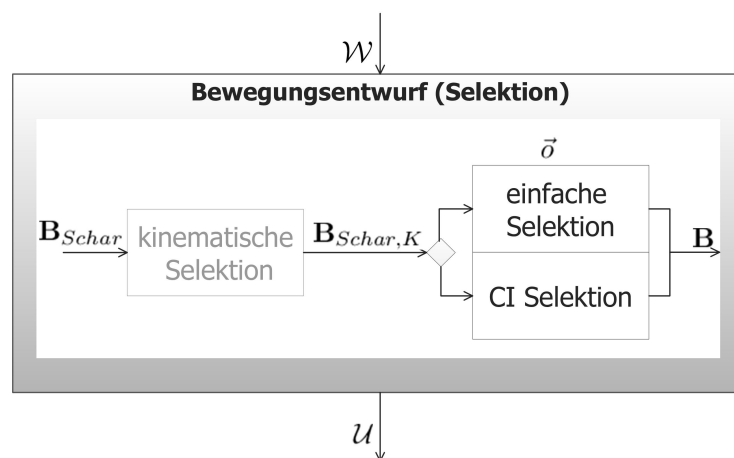 𝒲
Bewegungsentwurf (Selektion)
o⃗
B_Schar
kinematische
Selektion
B_Schar,K
einfache
Selektion
CI Selektion
B
𝒰